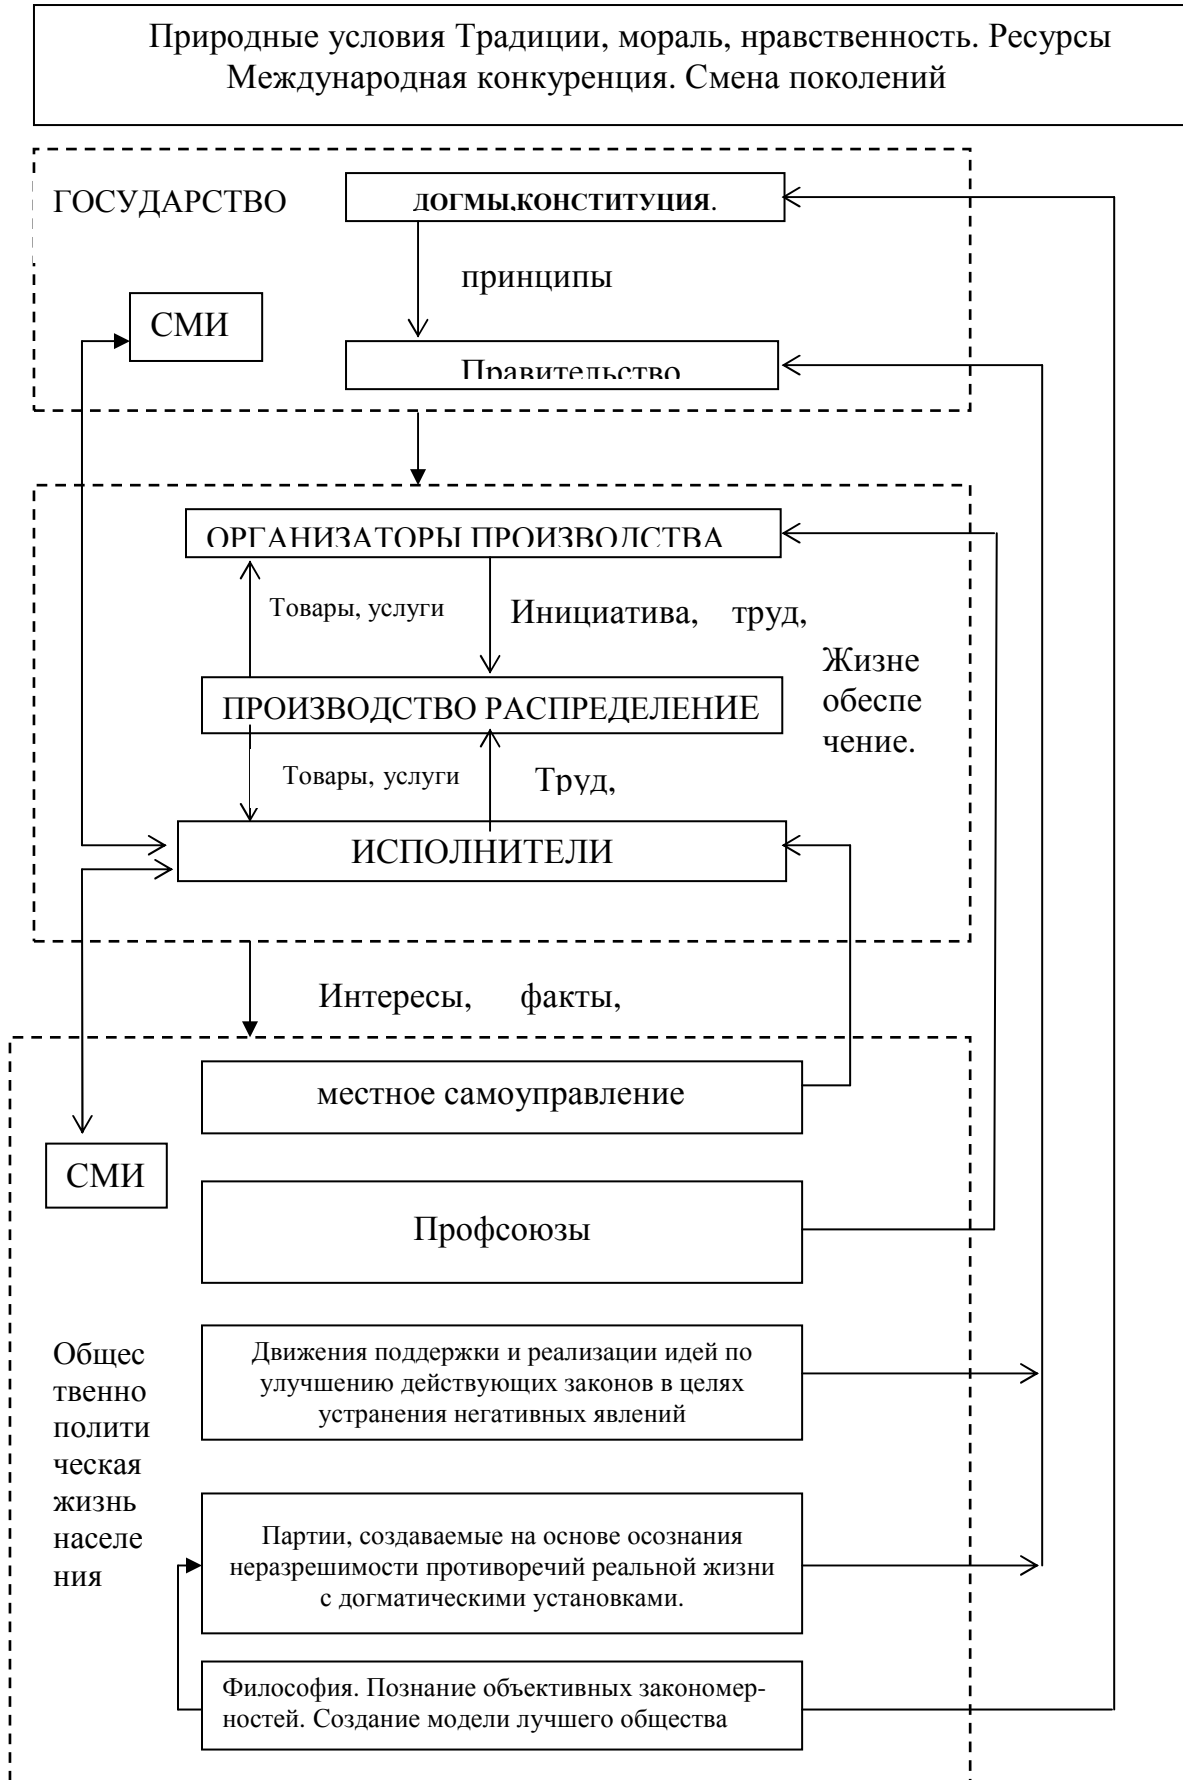 Природные условия Традиции, мораль, нравственность. Ресурсы
Международная конкуренция. Смена поколений
ГОСУДАРСТВО
ДОГМЫ,КОНСТИТУЦИЯ.
принципы
СМИ
Правительство
ОРГАНИЗАТОРЫ ПРОИЗВОДСТВА
Товары, услуги
Инициатива, труд,
Жизне
обеспе
чение.
ПРОИЗВОДСТВО РАСПРЕДЕЛЕНИЕ
Товары, услуги
Труд,
ИСПОЛНИТЕЛИ
Интересы, факты,
местное самоуправление
СМИ
Профсоюзы
Общес
твенно
полити
ческая
жизнь
населе
ния
Движения поддержки и реализации идей по
улучшению действующих законов в целях
устранения негативных явлений
Партии, создаваемые на основе осознания
неразрешимости противоречий реальной жизни
с догматическими установками.
Философия. Познание объективных закономер-
ностей. Создание модели лучшего общества